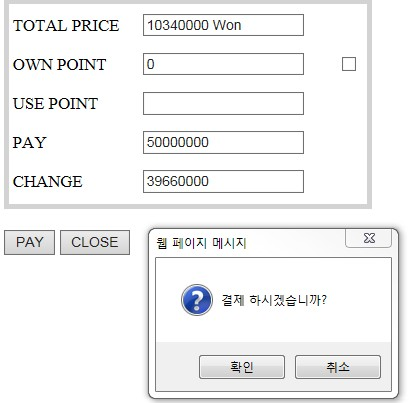 TOTAL PRICE 10340000 Won
OWN POINT 0
USE POINT
PAY 50000000
CHANGE 39660000
PAY CLOSE
웹 페이지 메시지
결제 하시겠습니까?
확인 취소